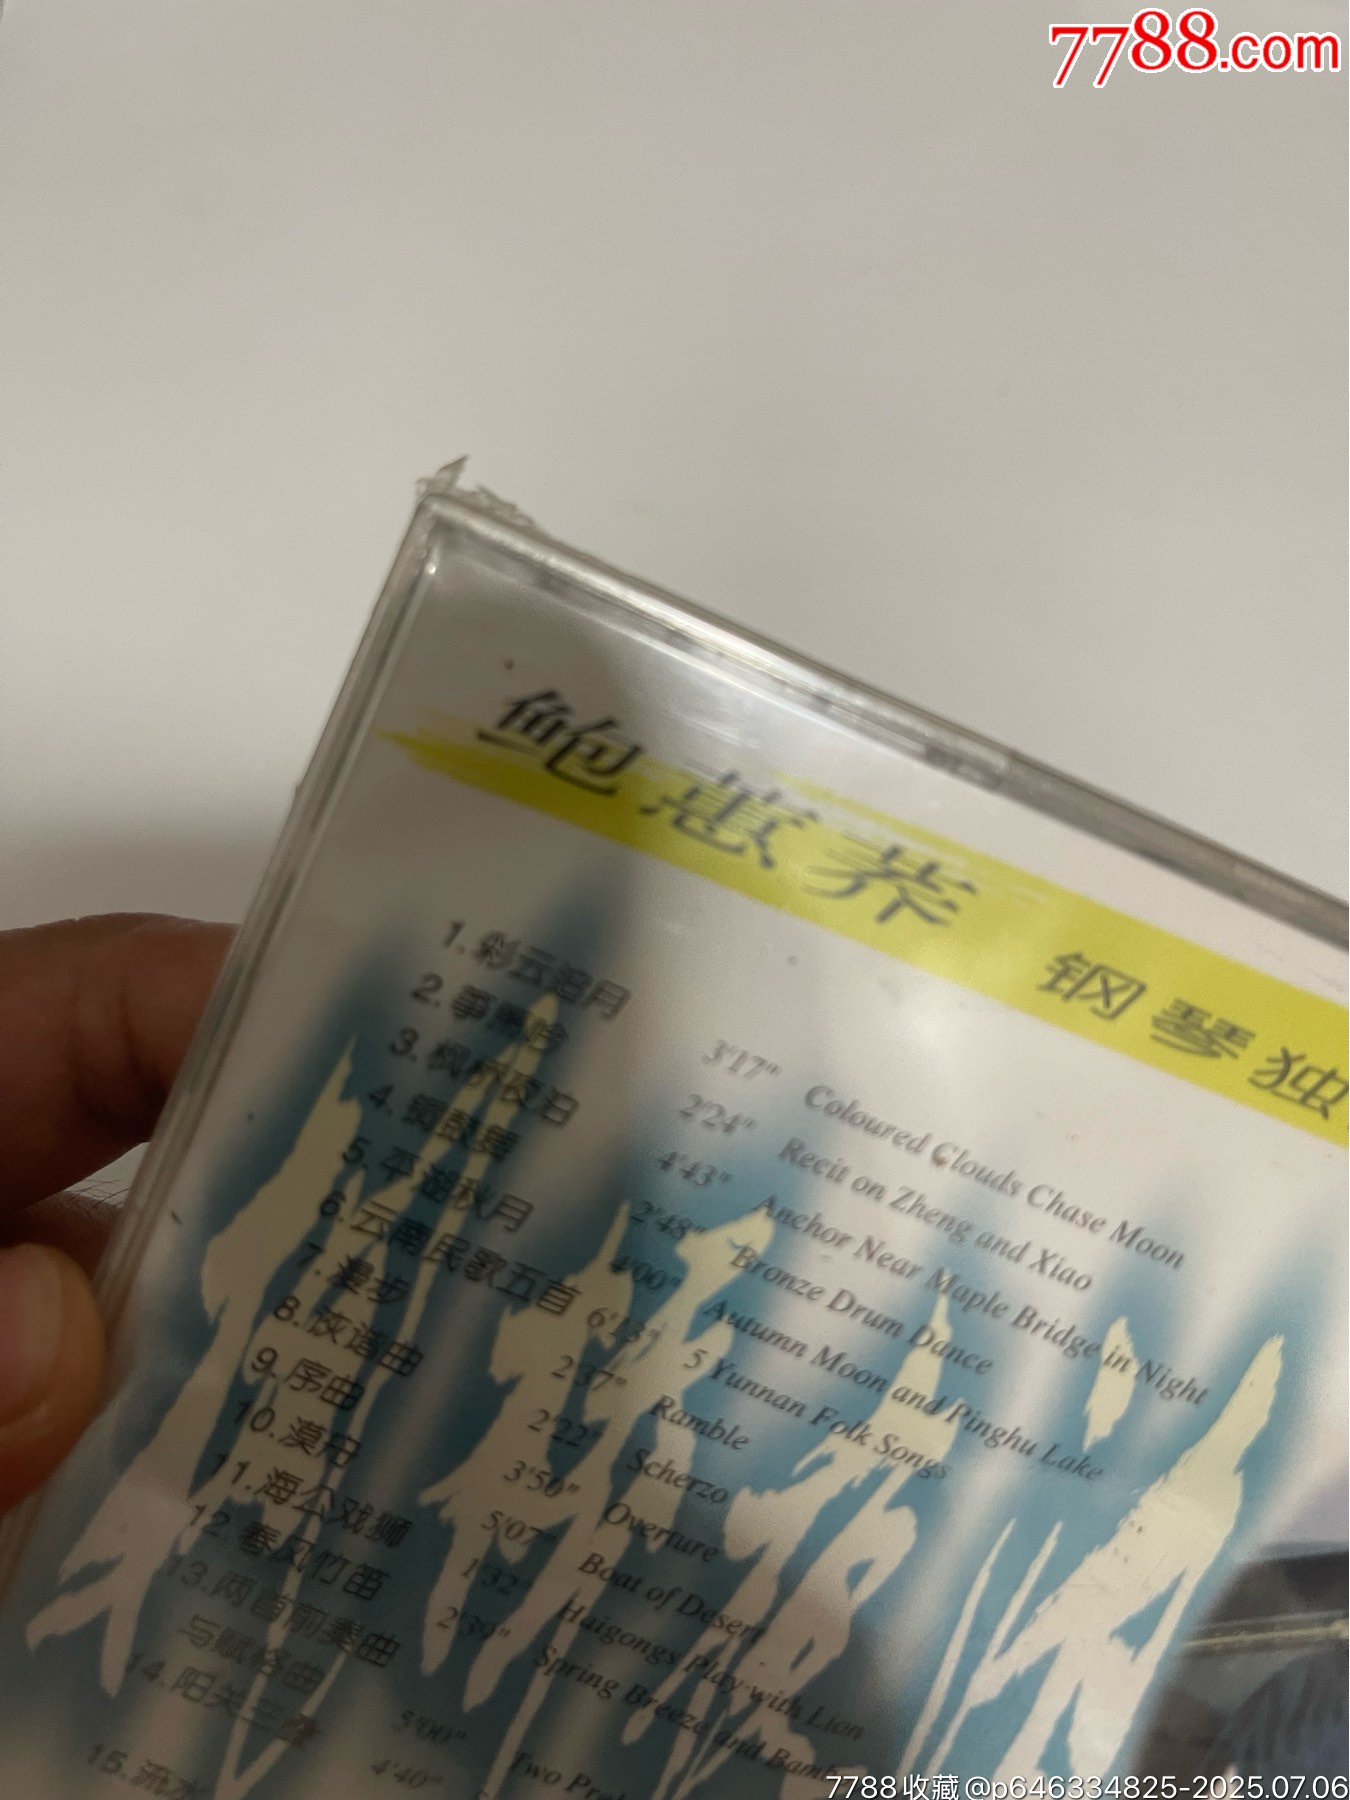 7788.com
鲍蕙荞 钢琴独
1.彩云追月 3'17" Coloured Clouds Chase Moon
2.筝箫吟 2'24" Recit on Zheng and Xiao
3.枫桥夜泊 4'43" Anchor Near Maple Bridge in Night
4.铜鼓舞 2'48" Bronze Drum Dance
5.平湖秋月 4'00" Autumn Moon and Pinghu Lake
6.云南民歌五首 6'23" 5 Yunnan Folk Songs
7.漫步 2'37" Ramble
8.诙谐曲 2'22" Scherzo
9.序曲 3'50" Overture
10.漠舟 5'07" Boat of Desert
11.海公戏狮 1'32" Haigongs Play with Lion
12.春风竹笛 2'39" Spring Breeze and Bamb
13.两首前奏曲
与赋格曲 5'00" Two Prel
14.阳关三叠 4'40"
15.流水
7788收藏@p646334825-2025.07.06